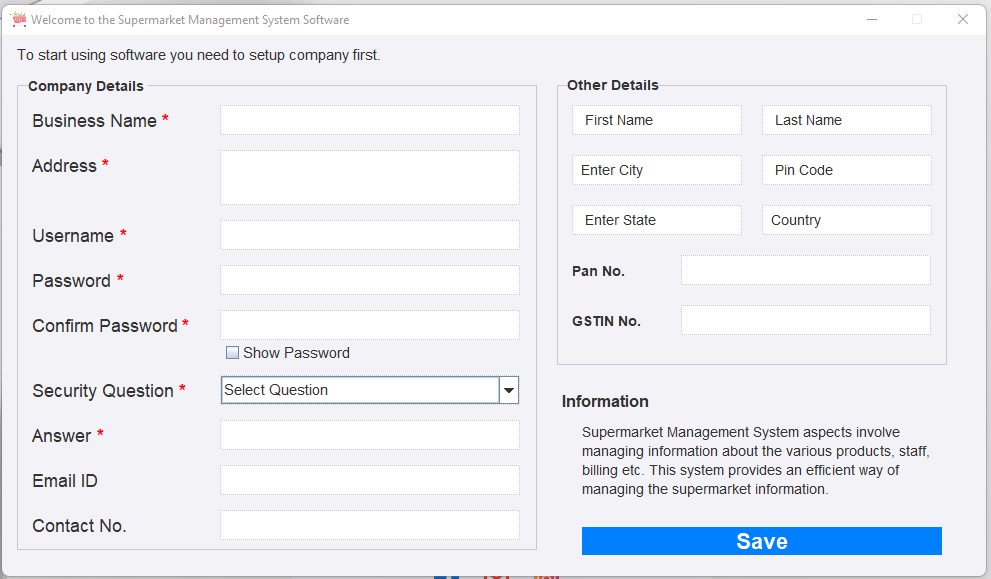 Welcome to the Supermarket Management System Software
To start using software you need to setup company first.
Company Details
Business Name *
Address *
Username *
Password *
Confirm Password *
Show Password
Security Question *
Select Question
Answer *
Email ID
Contact No.
Other Details
First Name
Last Name
Enter City
Pin Code
Enter State
Country
Pan No.
GSTIN No.
Information
Supermarket Management System aspects involve
managing information about the various products, staff,
billing etc. This system provides an efficient way of
managing the supermarket information.
Save